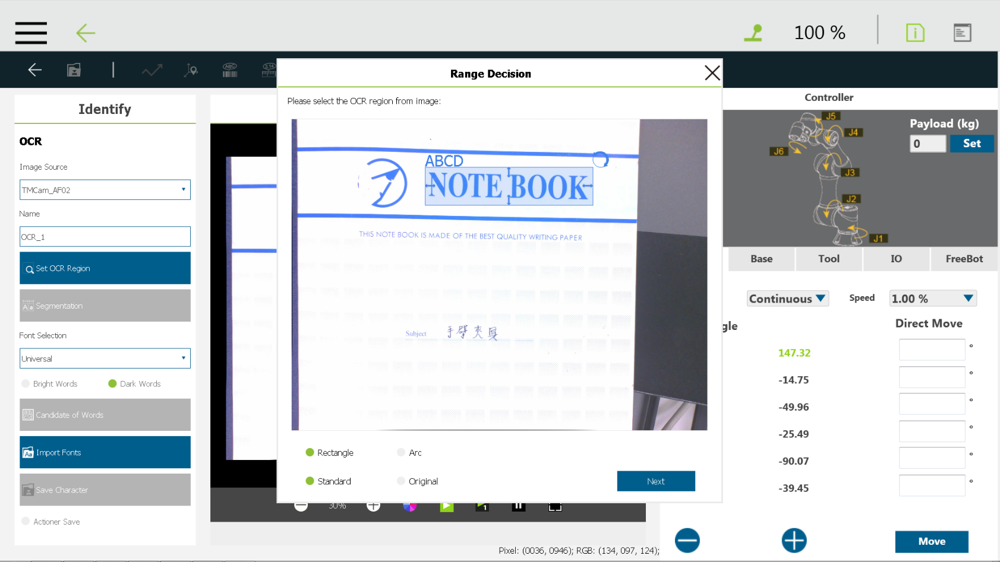 100 %
Identify
OCR
Image Source
TMCam_AF02
Name
OCR_1
Set OCR Region
Segmentation
Font Selection
Universal
Bright Words
Dark Words
Candidate of Words
Import Fonts
Save Character
Actioner Save
Range Decision
Please select the OCR region from image:
ABCD
NOTE BOOK
THIS NOTE BOOK IS MADE OF THE BEST QUALITY WRITING PAPER
Subject 手臂夾具
Rectangle
Arc
Standard
Original
Next
30%
Pixel: (0036, 0946); RGB: (134, 097, 124);
Controller
J5
J4
J6
J3
J2
J1
Payload (kg)
0
Set
Base
Tool
IO
FreeBot
Continuous
Speed
1.00 %
gle
Direct Move
147.32 °
-14.75 °
-49.96 °
-25.49 °
-90.07 °
-39.45 °
Move